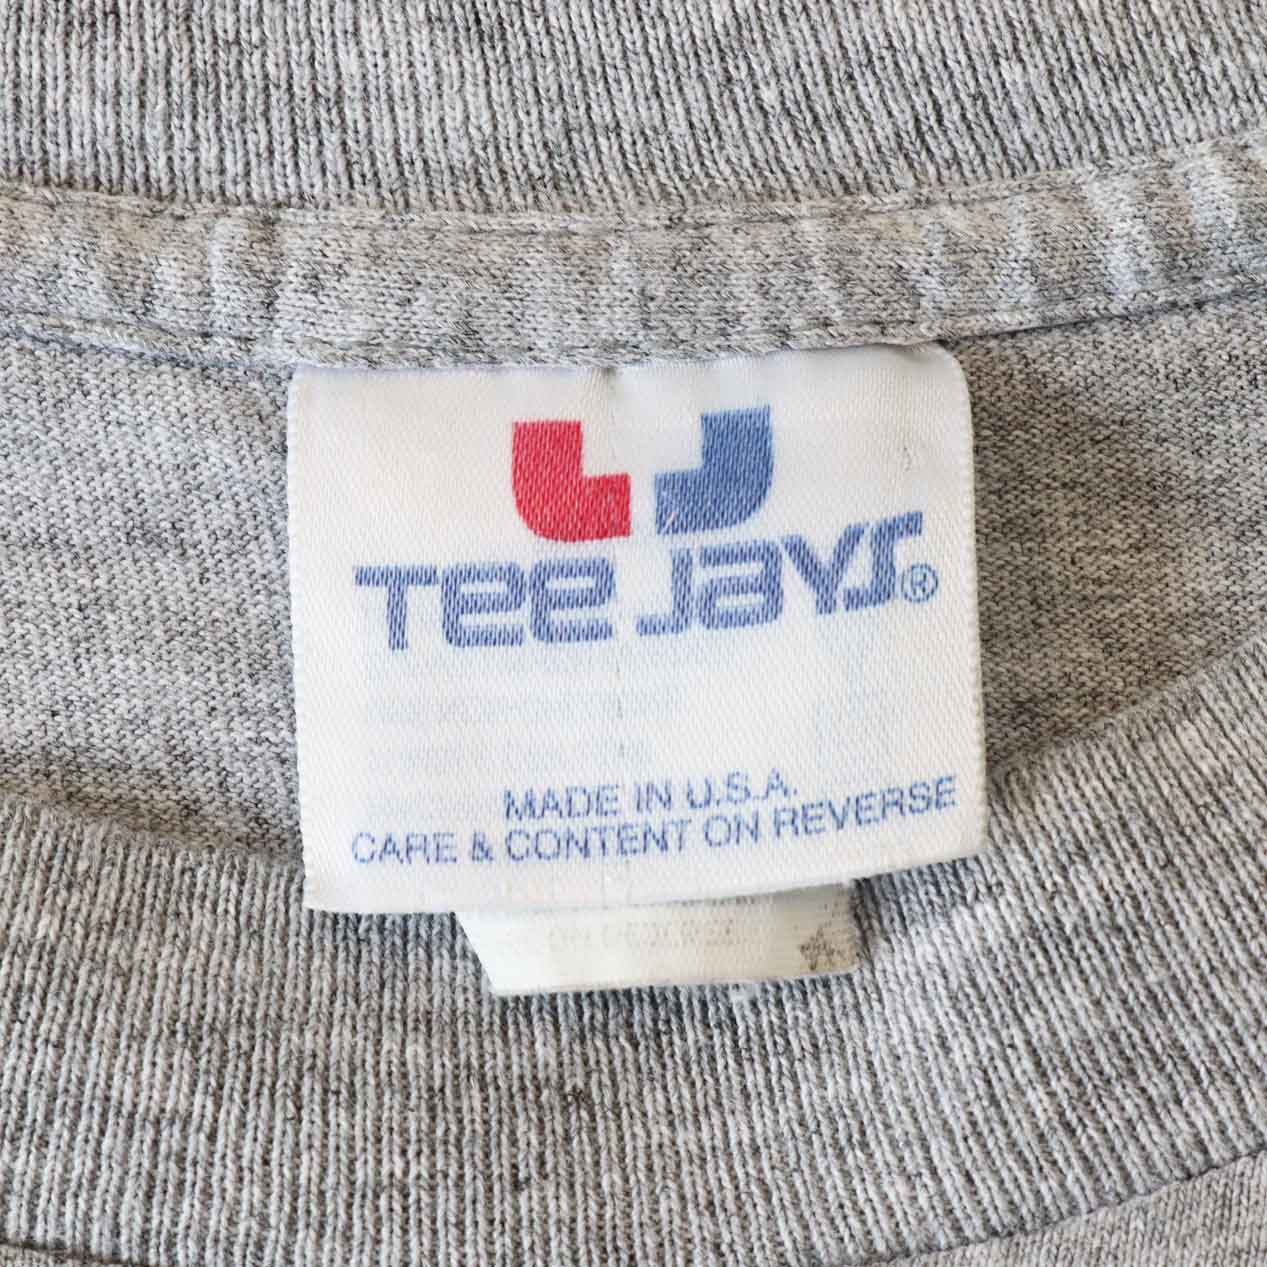 TEE JAYS®
MADE IN U.S.A.
CARE & CONTENT ON REVERSE